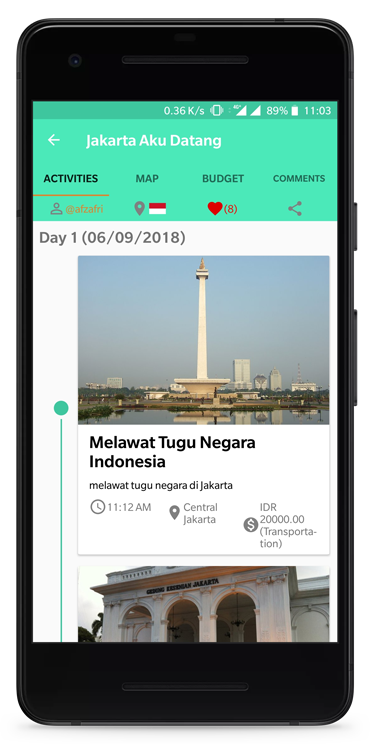 0.36 K/s 4G 89% 11:03
Jakarta Aku Datang
ACTIVITIES MAP BUDGET COMMENTS
@afzafri (8)
Day 1 (06/09/2018)
Melawat Tugu Negara
Indonesia
melawat tugu negara di Jakarta
11:12 AM
Central
Jakarta
IDR
20000.00
(Transporta-
tion)
GEDUNG KESENIAN JAKARTA